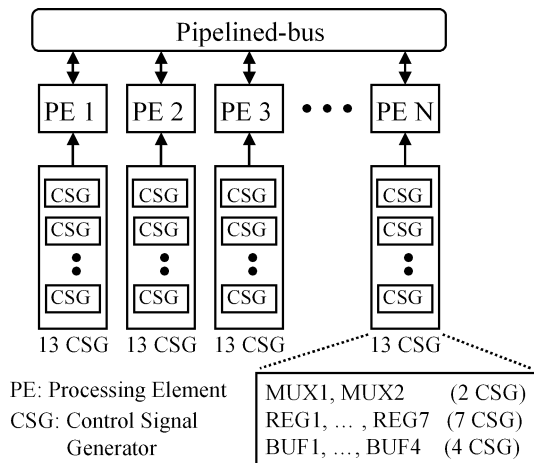 Pipelined-bus
PE 1 PE 2 PE 3 PE N
CSG CSG CSG CSG
CSG CSG CSG CSG
CSG CSG CSG CSG
13 CSG 13 CSG 13 CSG 13 CSG
PE: Processing Element
CSG: Control Signal
Generator
MUX1, MUX2 (2 CSG)
REG1, ... , REG7 (7 CSG)
BUF1, ..., BUF4 (4 CSG)